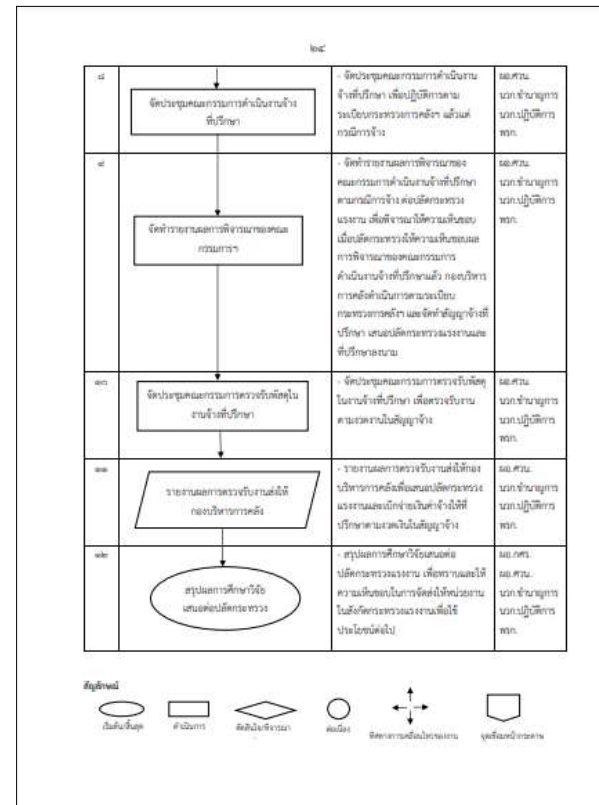 ๒๔
๘
จัดประชุมคณะกรรมการดำเนินงานจ้าง
ที่ปรึกษา
- จัดประชุมคณะกรรมการดำเนินงาน
จ้างที่ปรึกษา เพื่อปฏิบัติการตาม
ระเบียบกระทรวงการคลังฯ แล้วแต่
กรณีการจ้าง
ผอ.ศวน.
นวก.ชำนาญการ
นวก.ปฏิบัติการ
พรก.
๙
จัดทำรายงานผลการพิจารณาของคณะ
กรรมการฯ
- จัดทำรายงานผลการพิจารณาของ
คณะกรรมการดำเนินงานจ้างที่ปรึกษา
ตามกรณีการจ้าง ต่อปลัดกระทรวง
แรงงาน เพื่อพิจารณาให้ความเห็นชอบ
เมื่อปลัดกระทรวงให้ความเห็นชอบผล
การพิจารณาของคณะกรรมการ
ดำเนินงานจ้างที่ปรึกษาแล้ว กองบริหาร
การคลังดำเนินการตามระเบียบ
กระทรวงการคลังฯ และจัดทำสัญญาจ้างที่
ปรึกษา เสนอปลัดกระทรวงแรงงานและ
ที่ปรึกษาลงนาม
ผอ.ศวน.
นวก.ชำนาญการ
นวก.ปฏิบัติการ
พรก.
๑๐
จัดประชุมคณะกรรมการตรวจรับพัสดุใน
งานจ้างที่ปรึกษา
- จัดประชุมคณะกรรมการตรวจรับพัสดุ
ในงานจ้างที่ปรึกษา เพื่อตรวจรับงาน
ตามงวดงานในสัญญาจ้าง
ผอ.ศวน.
นวก.ชำนาญการ
นวก.ปฏิบัติการ
พรก.
๑๑
รายงานผลการตรวจรับงานส่งให้
กองบริหารการคลัง
- รายงานผลการตรวจรับงานส่งให้กอง
บริหารการคลังเพื่อเสนอปลัดกระทรวง
แรงงานและเบิกจ่ายเงินค่าจ้างให้ที่
ปรึกษาตามงวดเงินในสัญญาจ้าง
ผอ.ศวน.
นวก.ชำนาญการ
นวก.ปฏิบัติการ
พรก.
๑๒
สรุปผลการศึกษาวิจัย
เสนอต่อปลัดกระทรวง
- สรุปผลการศึกษาวิจัยเสนอต่อ
ปลัดกระทรวงแรงงาน เพื่อทราบและให้
ความเห็นชอบในการจัดส่งให้หน่วยงาน
ในสังกัดกระทรวงแรงงานเพื่อใช้
ประโยชน์ต่อไป
ผอ.กศร.
ผอ.ศวน.
นวก.ชำนาญการ
นวก.ปฏิบัติการ
พรก.
สัญลักษณ์
เริ่มต้น/สิ้นสุด
ดำเนินการ
ตัดสินใจ/พิจารณา
ต่อเนื่อง
ทิศทางการเคลื่อนไหวของงาน
จุดเชื่อมหน้ากระดาษ